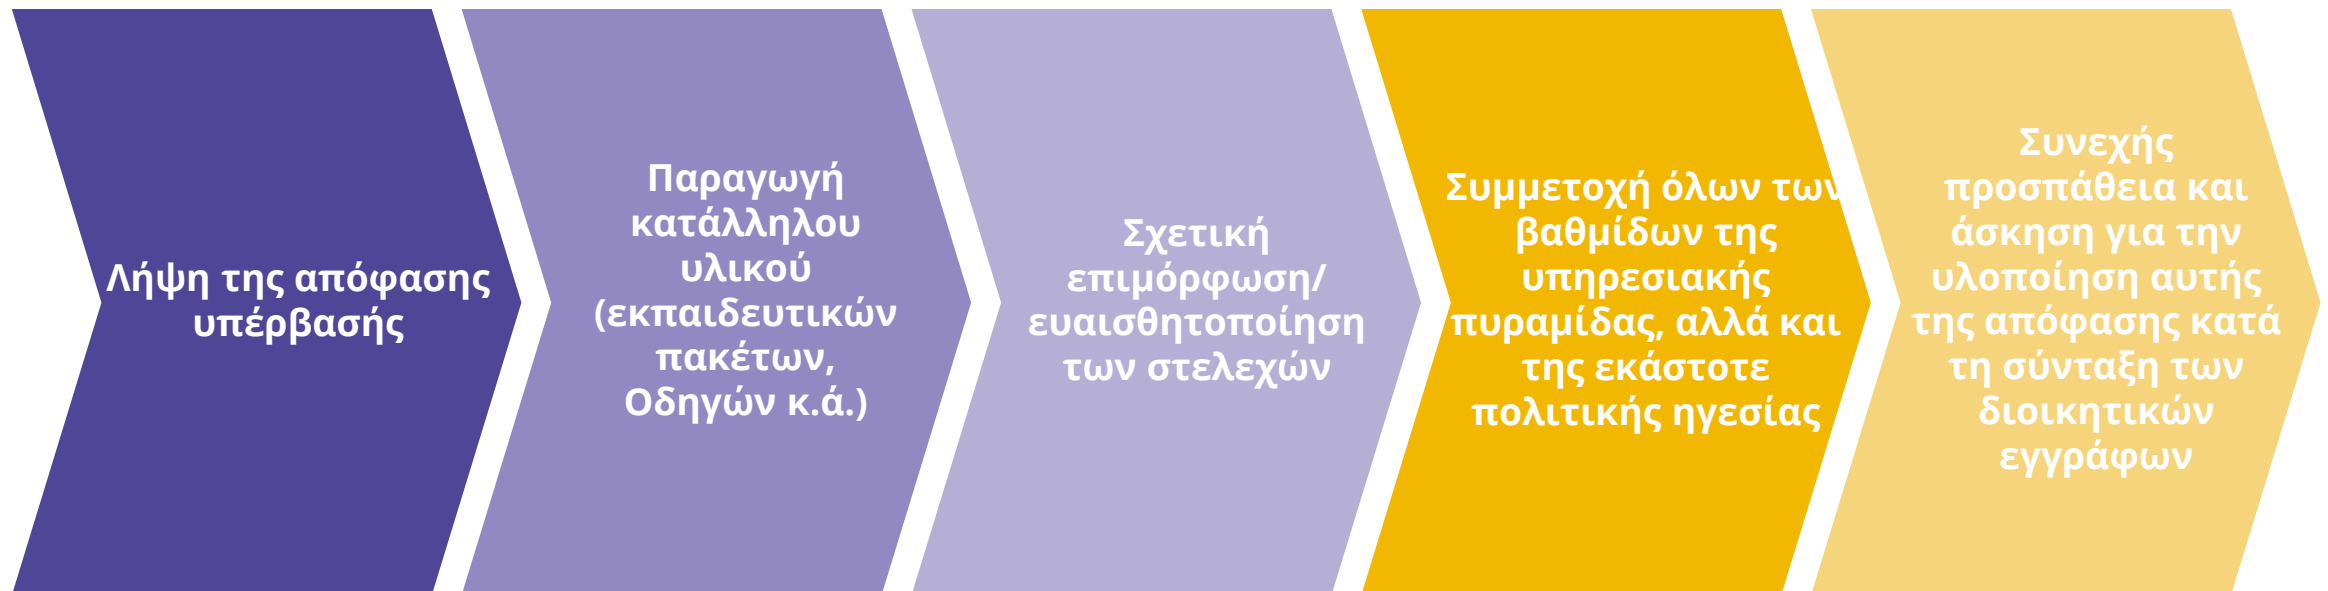 Λήψη της απόφασης
υπέρβασής
Παραγωγή
κατάλληλου
υλικού
(εκπαιδευτικών
πακέτων,
Οδηγών κ.ά.)
Σχετική
επιμόρφωση/
ευαισθητοποίηση
των στελεχών
Συμμετοχή όλων των
βαθμίδων της
υπηρεσιακής
πυραμίδας, αλλά και
της εκάστοτε
πολιτικής ηγεσίας
Συνεχής
προσπάθεια και
άσκηση για την
υλοποίηση αυτής
της απόφασης κατά
τη σύνταξη των
διοικητικών
εγγράφων